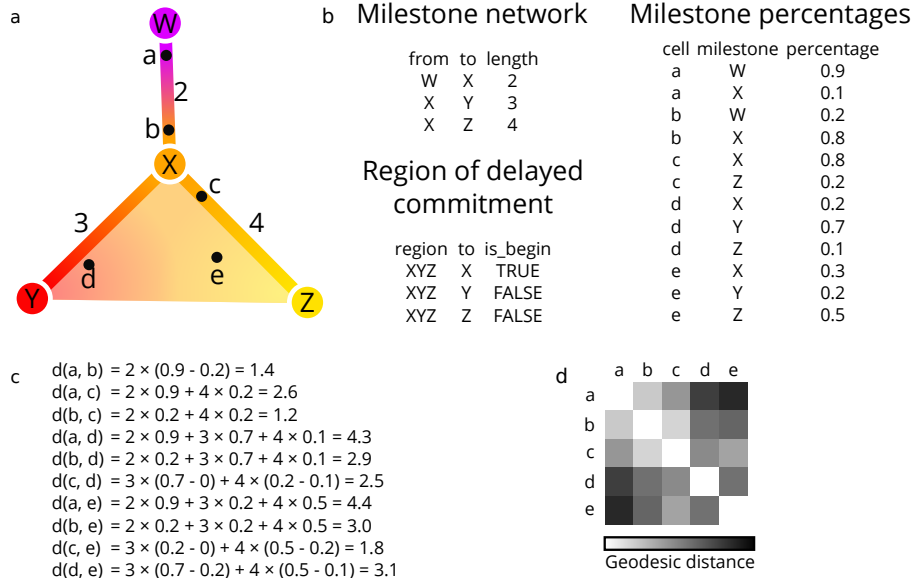 a
W
a
2
b
X
c
3
4
d
e
Y
Z
b
Milestone network
from to length
W X 2
X Y 3
X Z 4
Region of delayed
commitment
region to is_begin
XYZ X TRUE
XYZ Y FALSE
XYZ Z FALSE
Milestone percentages
cell milestone percentage
a W 0.9
a X 0.1
b W 0.2
b X 0.8
c X 0.8
c Z 0.2
d X 0.2
d Y 0.7
d Z 0.1
e X 0.3
e Y 0.2
e Z 0.5
c
d(a, b) = 2 × (0.9 - 0.2) = 1.4
d(a, c) = 2 × 0.9 + 4 × 0.2 = 2.6
d(b, c) = 2 × 0.2 + 4 × 0.2 = 1.2
d(a, d) = 2 × 0.9 + 3 × 0.7 + 4 × 0.1 = 4.3
d(b, d) = 2 × 0.2 + 3 × 0.7 + 4 × 0.1 = 2.9
d(c, d) = 3 × (0.7 - 0) + 4 × (0.2 - 0.1) = 2.5
d(a, e) = 2 × 0.9 + 3 × 0.2 + 4 × 0.5 = 4.4
d(b, e) = 2 × 0.2 + 3 × 0.2 + 4 × 0.5 = 3.0
d(c, e) = 3 × (0.2 - 0) + 4 × (0.5 - 0.2) = 1.8
d(d, e) = 3 × (0.7 - 0.2) + 4 × (0.5 - 0.1) = 3.1
d
a b c d e
a
b
c
d
e
Geodesic distance